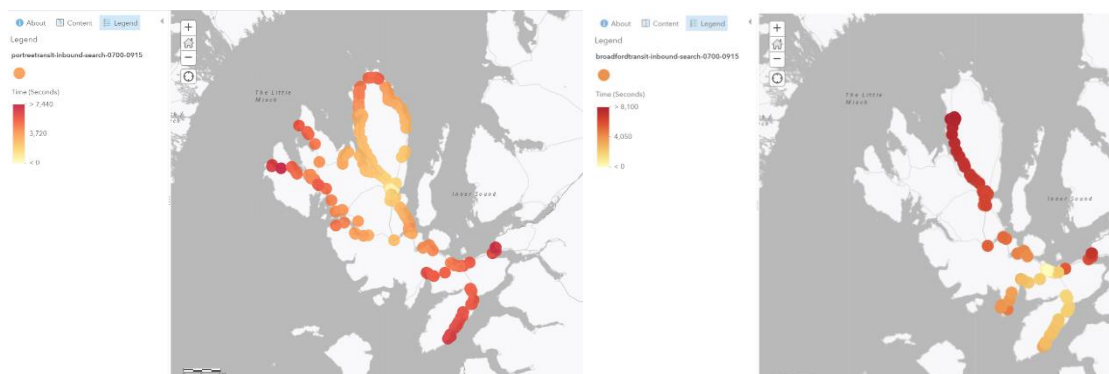 About Content Legend
Legend
portreetransit-inbound-search-0700-0915
Time (Seconds)
> 7,440
3,720
< 0
The Little
Minch
Inner Sound
About Content Legend
Legend
broadfordtransit-inbound-search-0700-0915
Time (Seconds)
> 8,100
4,050
< 0
The Little
Minch
Inner Sound